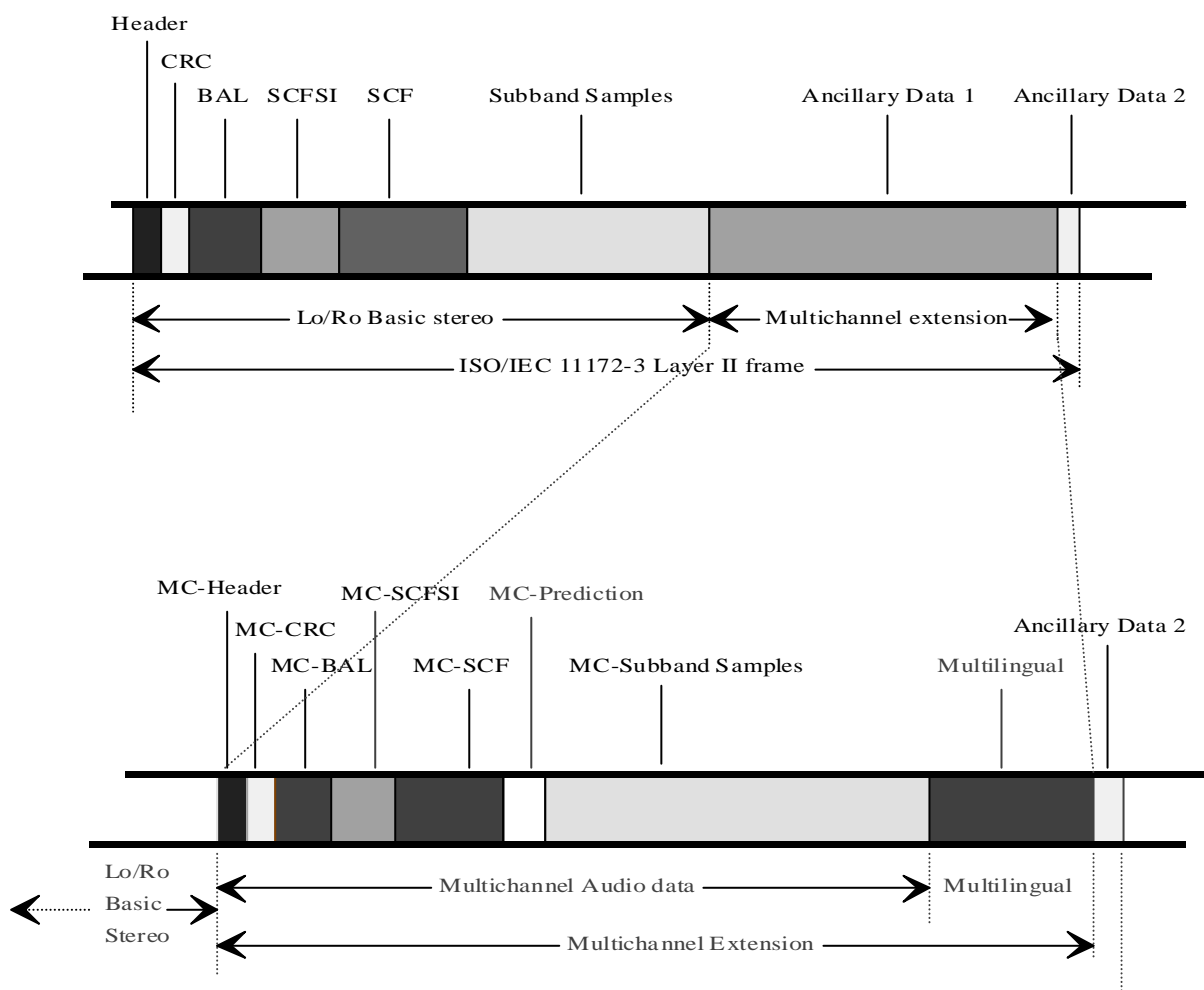 Header
CRC
BAL SCFSI SCF Subband Samples Ancillary Data 1 Ancillary Data 2
Lo/Ro Basic stereo Multichannel extension
ISO/IEC 11172-3 Layer II frame
MC-Header MC-SCFSI MC-Prediction
MC-CRC Ancillary Data 2
MC-BAL MC-SCF MC-Subband Samples Multilingual
Lo/Ro
Basic
Stereo
Multichannel Audio data Multilingual
Multichannel Extension